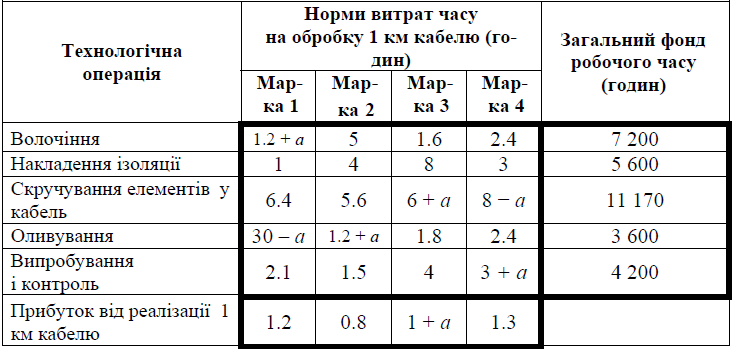 Технологічна
операція
Норми витрат часу
на обробку 1 км кабелю (го-
дин)
Загальний фонд
робочого часу
(годин)
Мар-
ка 1
Мар-
ка 2
Мар-
ка 3
Мар-
ка 4
Волочіння 1.2 + a 5 1.6 2.4 7 200
Накладення ізоляції 1 4 8 3 5 600
Скручування елементів у
кабель 6.4 5.6 6 + a 8 − a 11 170
Оливування 30 – a 1.2 + a 1.8 2.4 3 600
Випробування
і контроль 2.1 1.5 4 3 + a 4 200
Прибуток від реалізації 1
км кабелю 1.2 0.8 1 + a 1.3